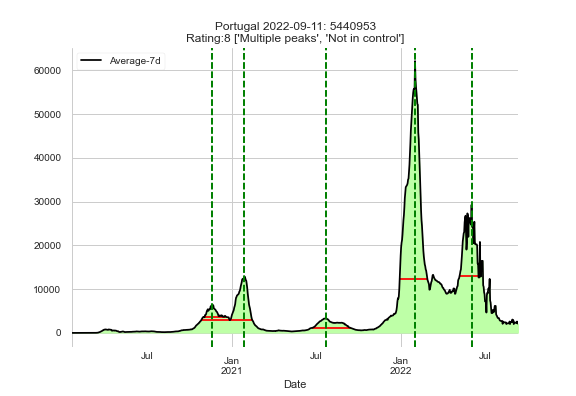 Portugal 2022-09-11: 5440953
Rating:8 ['Multiple peaks', 'Not in control']
Average-7d
60000
50000
40000
30000
20000
10000
0
Jul
Jan
2021
Jul
Jan
2022
Jul
Date